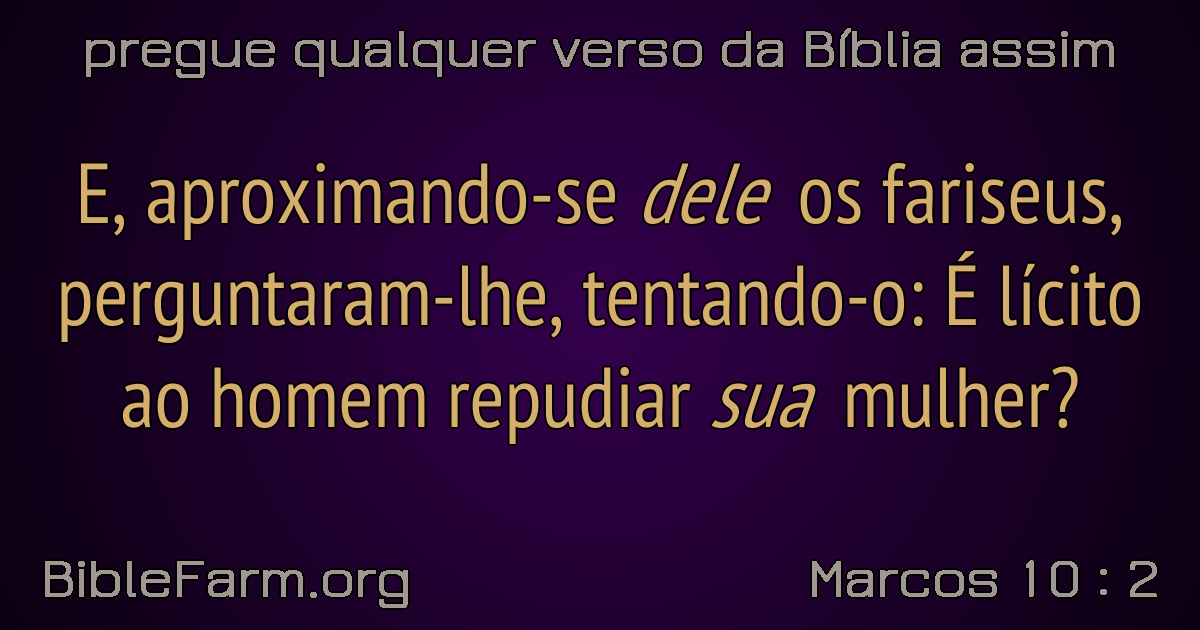 pregue qualquer verso da Bíblia assim
E, aproximando-se dele os fariseus,
perguntaram-lhe, tentando-o: É lícito
ao homem repudiar sua mulher?
BibleFarm.org
Marcos 10 : 2